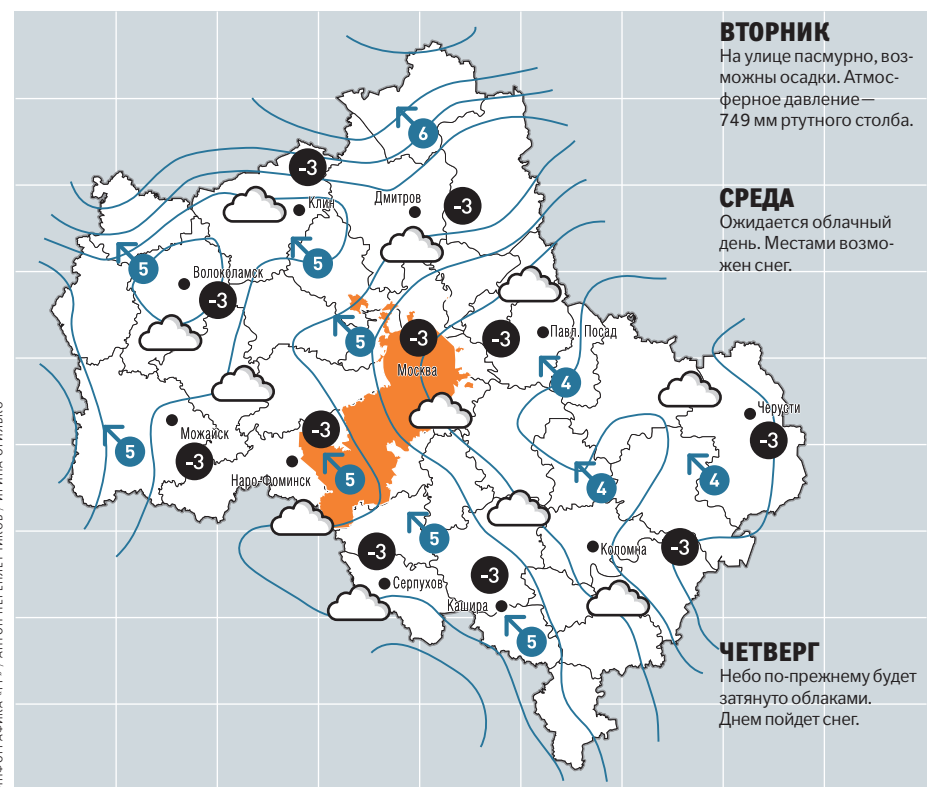 ВТОРНИК
На улице пасмурно, воз-
можны осадки. Атмос-
ферное давление —
749 мм ртутного столба.
СРЕДА
Ожидается облачный
день. Местами возмо-
жен снег.
ЧЕТВЕРГ
Небо по-прежнему будет
затянуто облаками.
Днем пойдет снег.
6
-3
Клин
Дмитров
-3
5
5
Волоколамск
-3
5
-3
Москва
-3
Павл. Посад
4
Можайск
5
-3
-3
Наро-Фоминск
5
Черусти
-3
4
4
5
-3
Серпухов
-3
Кашира
5
Коломна
-3